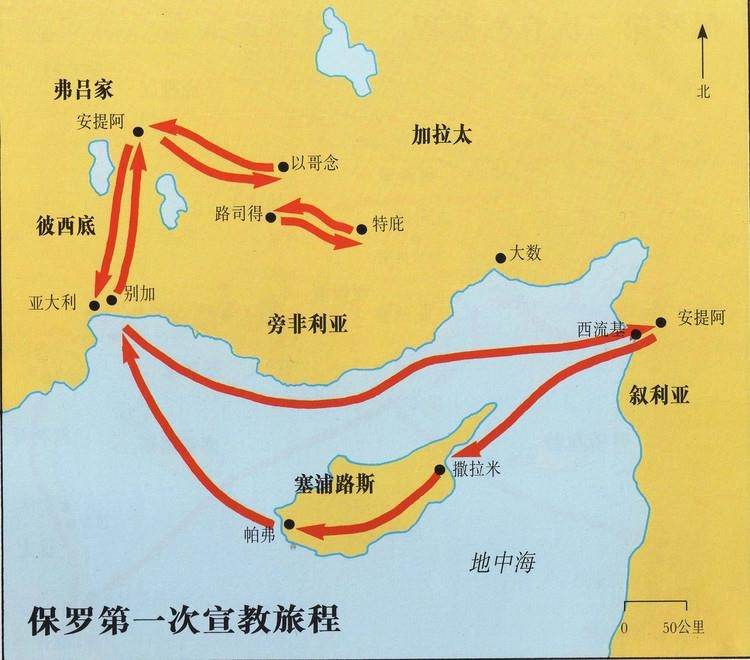 弗吕家
北
安提阿
加拉太
以哥念
路司得
特庇
彼西底
大数
亚大利
别加
旁非利亚
西流基
安提阿
叙利亚
撒拉米
塞浦路斯
帕弗
地中海
保罗第一次宣教旅程
0 50公里